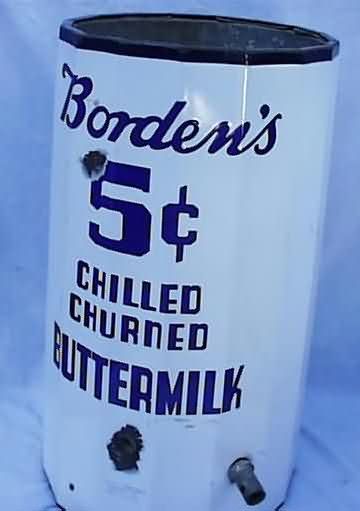 Borden's
5¢
CHILLED
CHURNED
BUTTERMILK